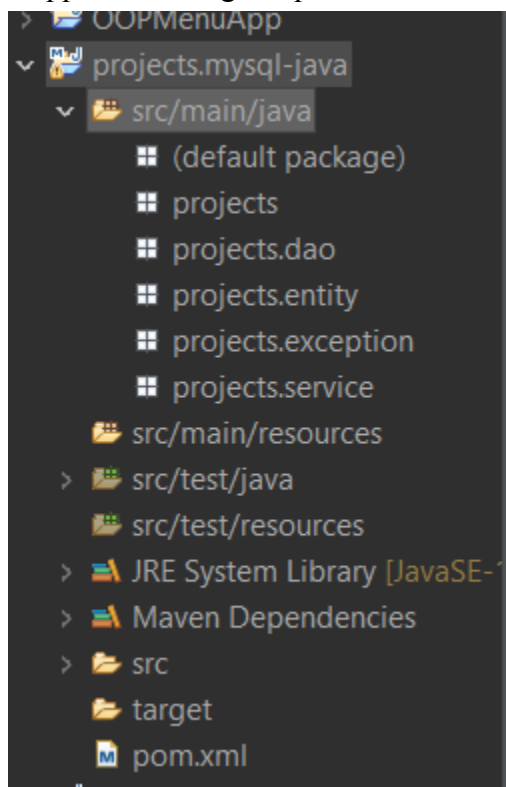 OOPMenuApp
projects.mysql-java
src/main/java
(default package)
projects
projects.dao
projects.entity
projects.exception
projects.service
src/main/resources
src/test/java
src/test/resources
JRE System Library [JavaSE-1
Maven Dependencies
src
target
pom.xml